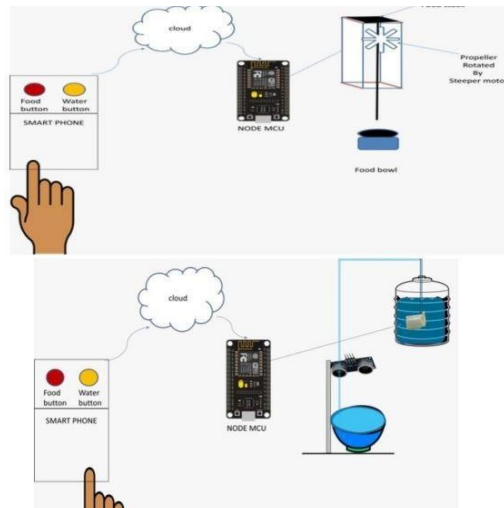 cloud
Propeller
Rotated
By
Steeper moto
Food
button
Water
button
SMART PHONE
NODE MCU
Food bowl
cloud
Food
button
Water
button
SMART PHONE
NODE MCU